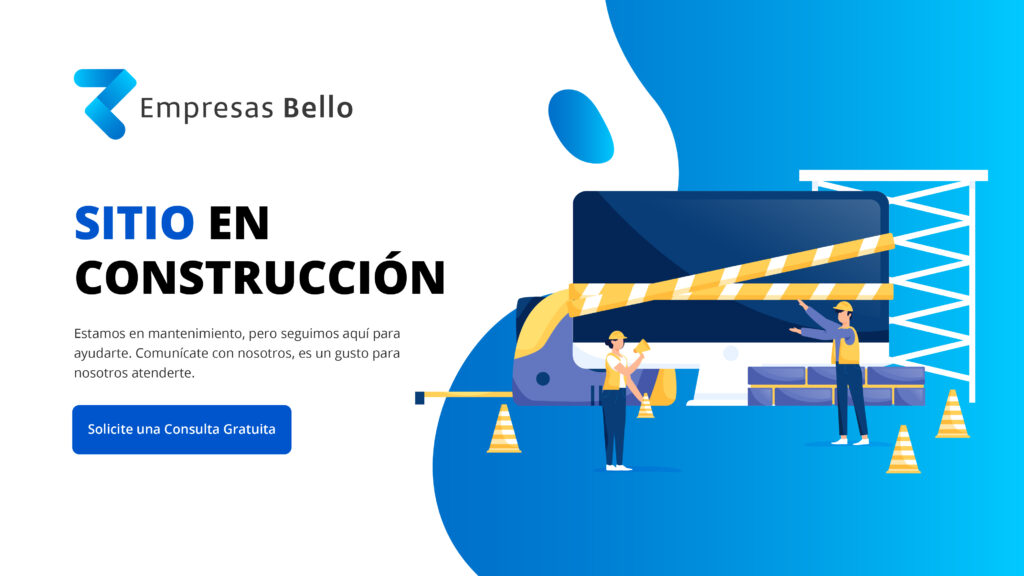 Empresas Bello
SITIO EN
CONSTRUCCIÓN
Estamos en mantenimiento, pero seguimos aquí para
ayudarte. Comunícate con nosotros, es un gusto para
nosotros atenderte.
Solicite una Consulta Gratuita